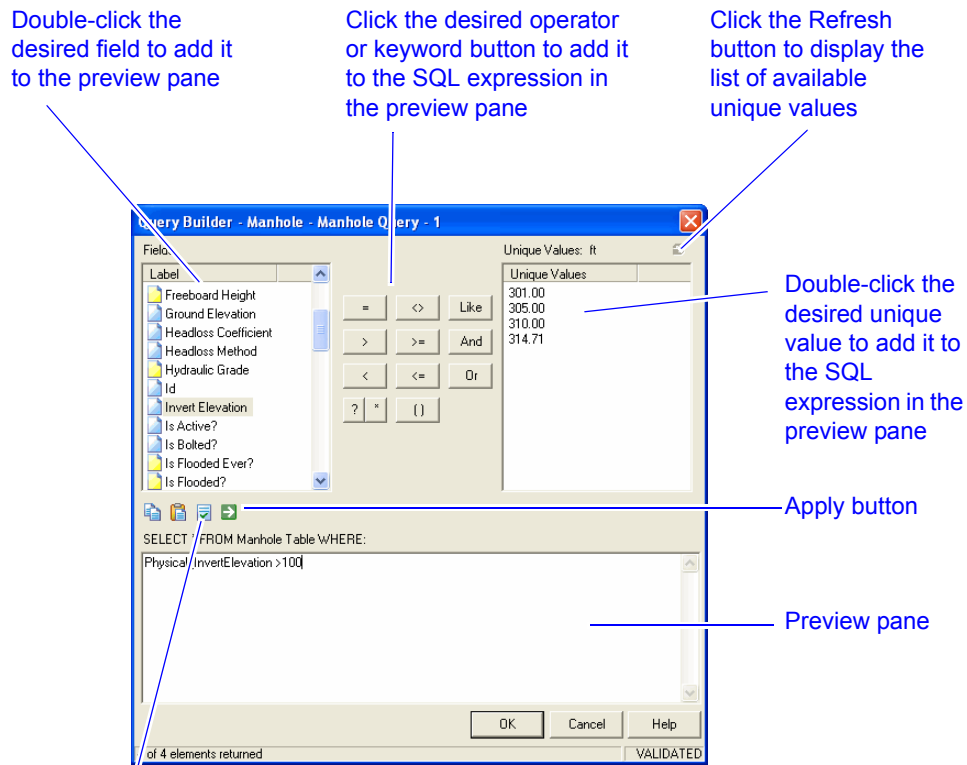 Double-click the
desired field to add it
to the preview pane
Click the desired operator
or keyword button to add it
to the SQL expression in
the preview pane
Click the Refresh
button to display the
list of available
unique values
Query Builder - Manhole - Manhole Query - 1
Field
Label
Freeboard Height
Ground Elevation
Headloss Coefficient
Headloss Method
Hydraulic Grade
Id
Invert Elevation
Is Active?
Is Bolted?
Is Flooded Ever?
Is Flooded?
= <> Like
> >= And
< <= Or
? * ( )
Unique Values: ft
Unique Values
301.00
305.00
310.00
314.71
Double-click the
desired unique
value to add it to
the SQL
expression in the
preview pane
Apply button
SELECT * FROM Manhole Table WHERE:
Physical_InvertElevation >100
Preview pane
OK Cancel Help
of 4 elements returned VALIDATED